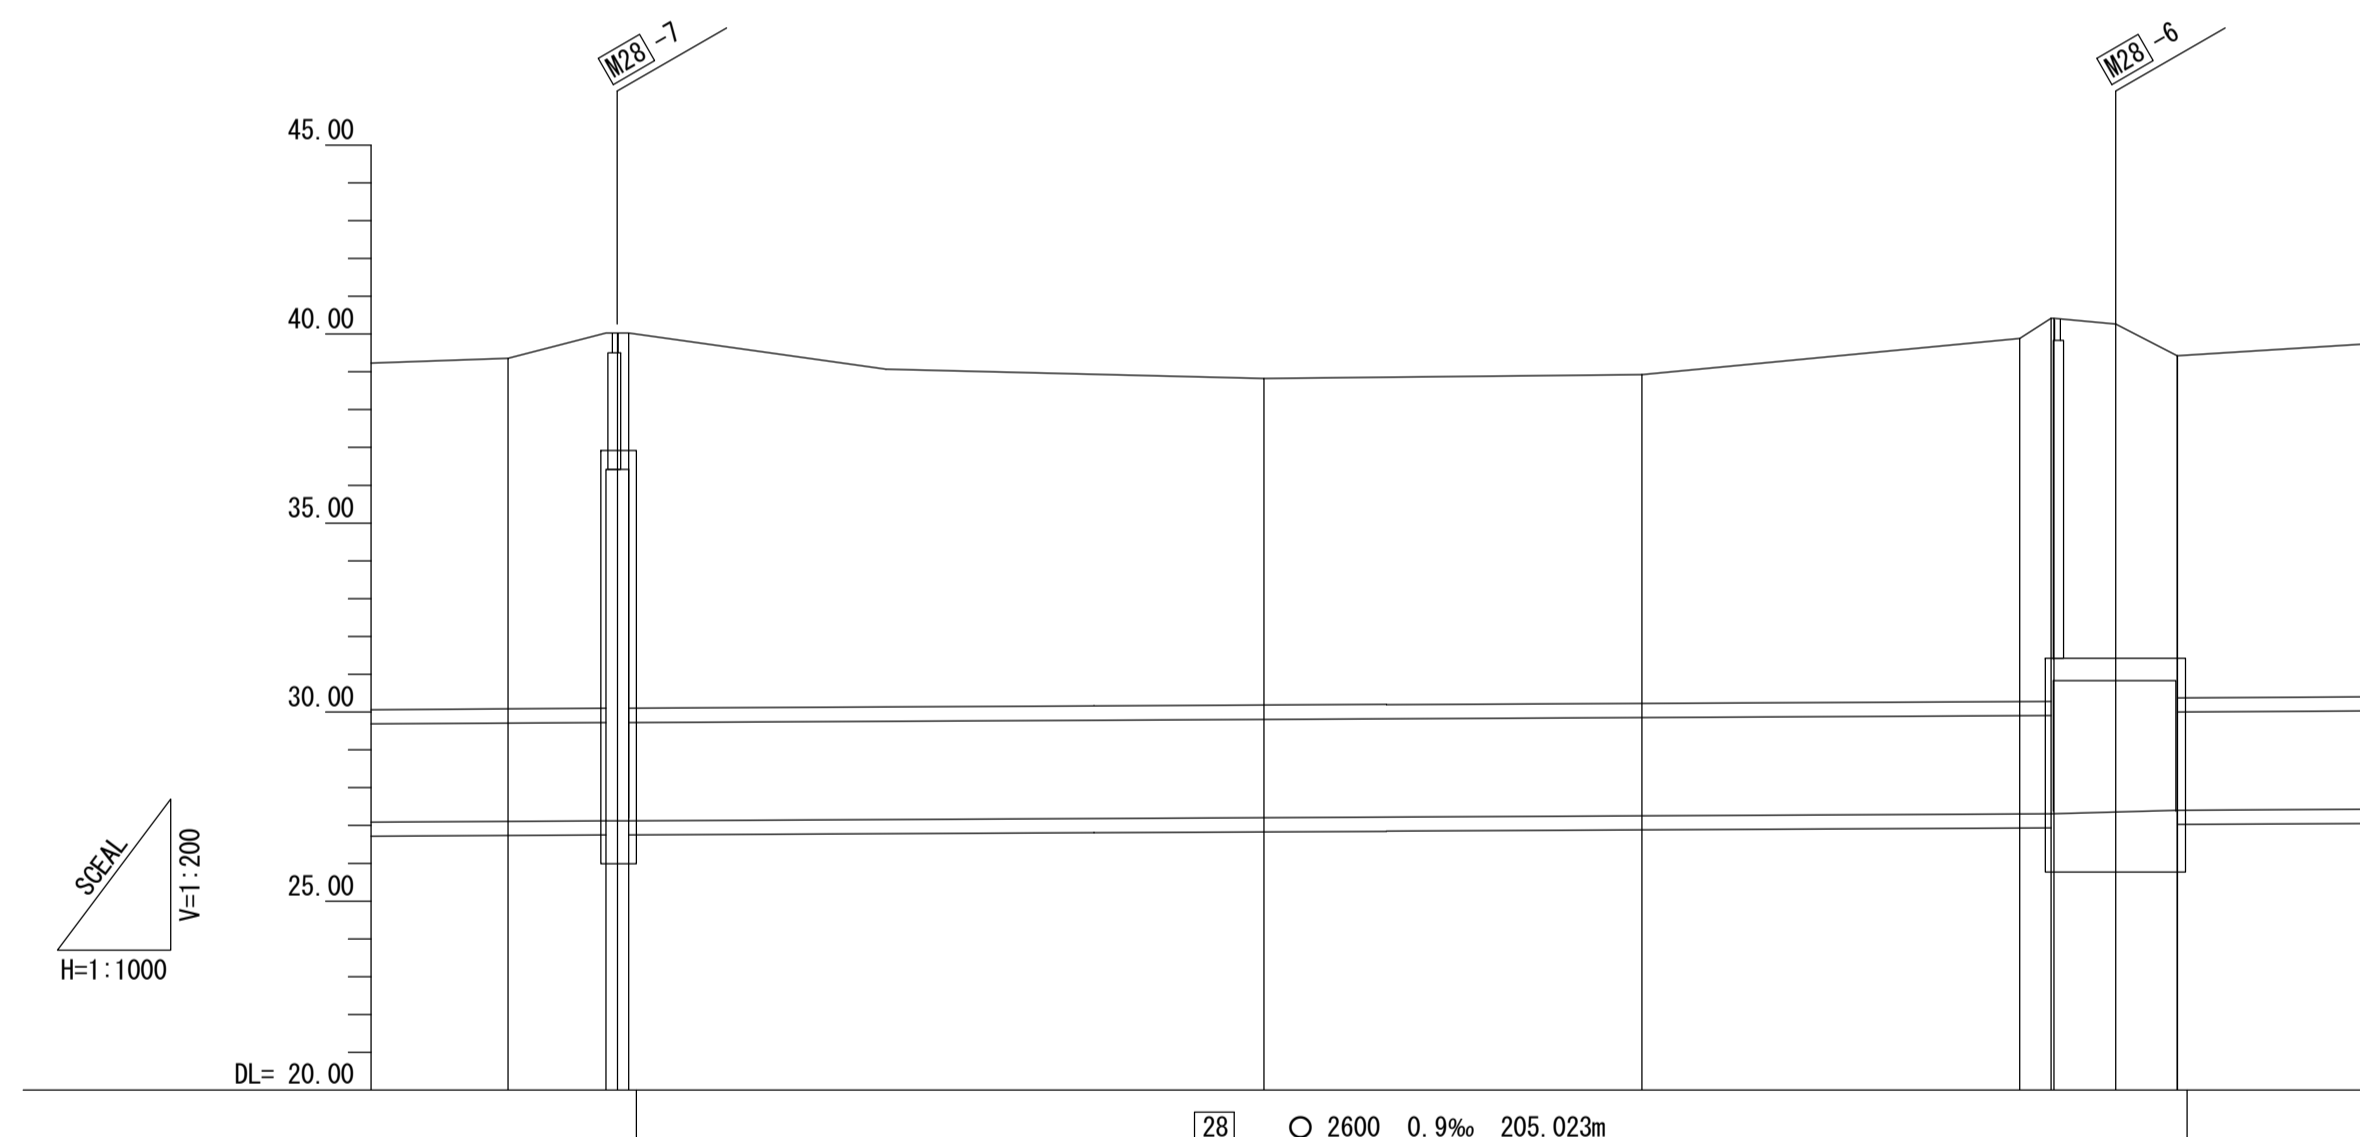 M28 -7
M28 -6
45.00
40.00
35.00
30.00
25.00
DL= 20.00
SCEAL
V=1:200
H=1:1000
28 ○ 2600 0.9‰ 205.023m